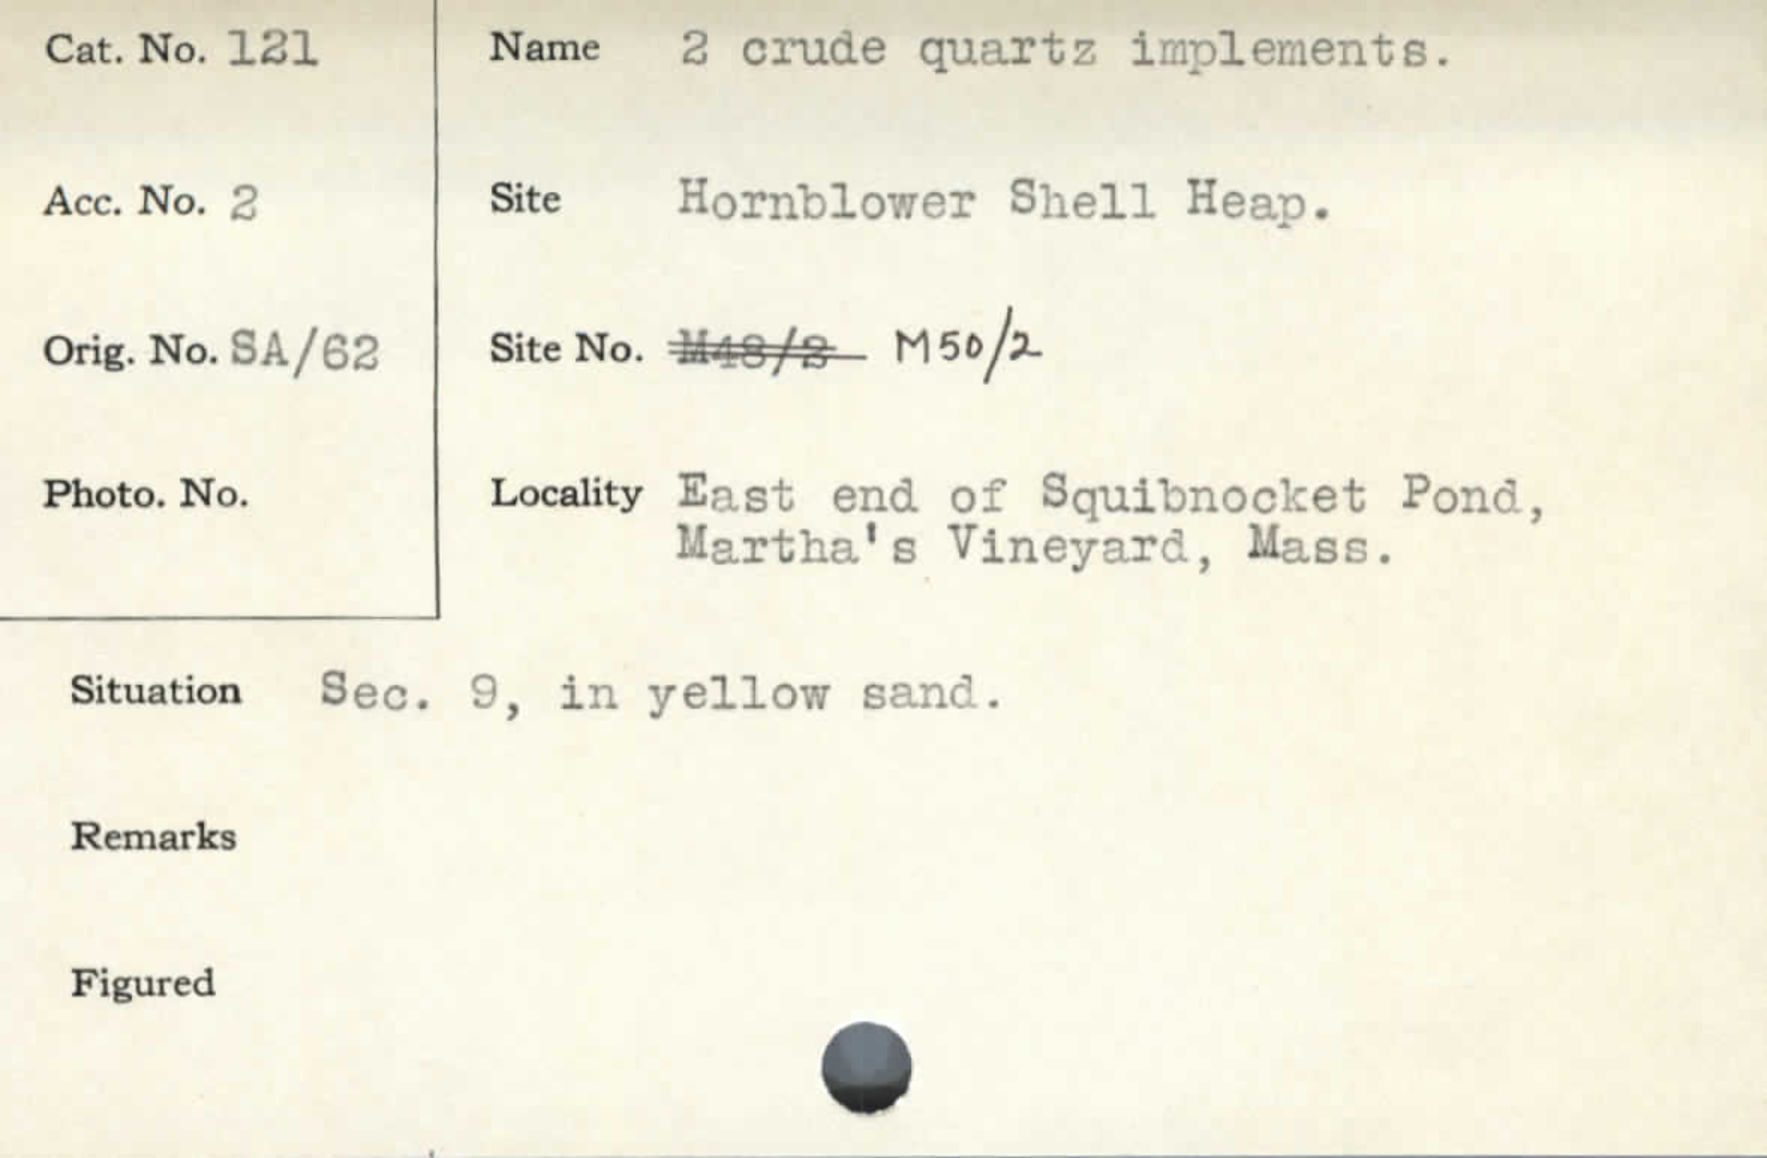 Cat. No. 121
Name 2 crude quartz implements.
Acc. No. 2
Site Hornblower Shell Heap.
Orig. No. SA/62
Site No. M48/2 M50/2
Photo. No.
Locality East end of Squibnocket Pond,
Martha's Vineyard, Mass.
Situation Sec. 9, in yellow sand.
Remarks
Figured